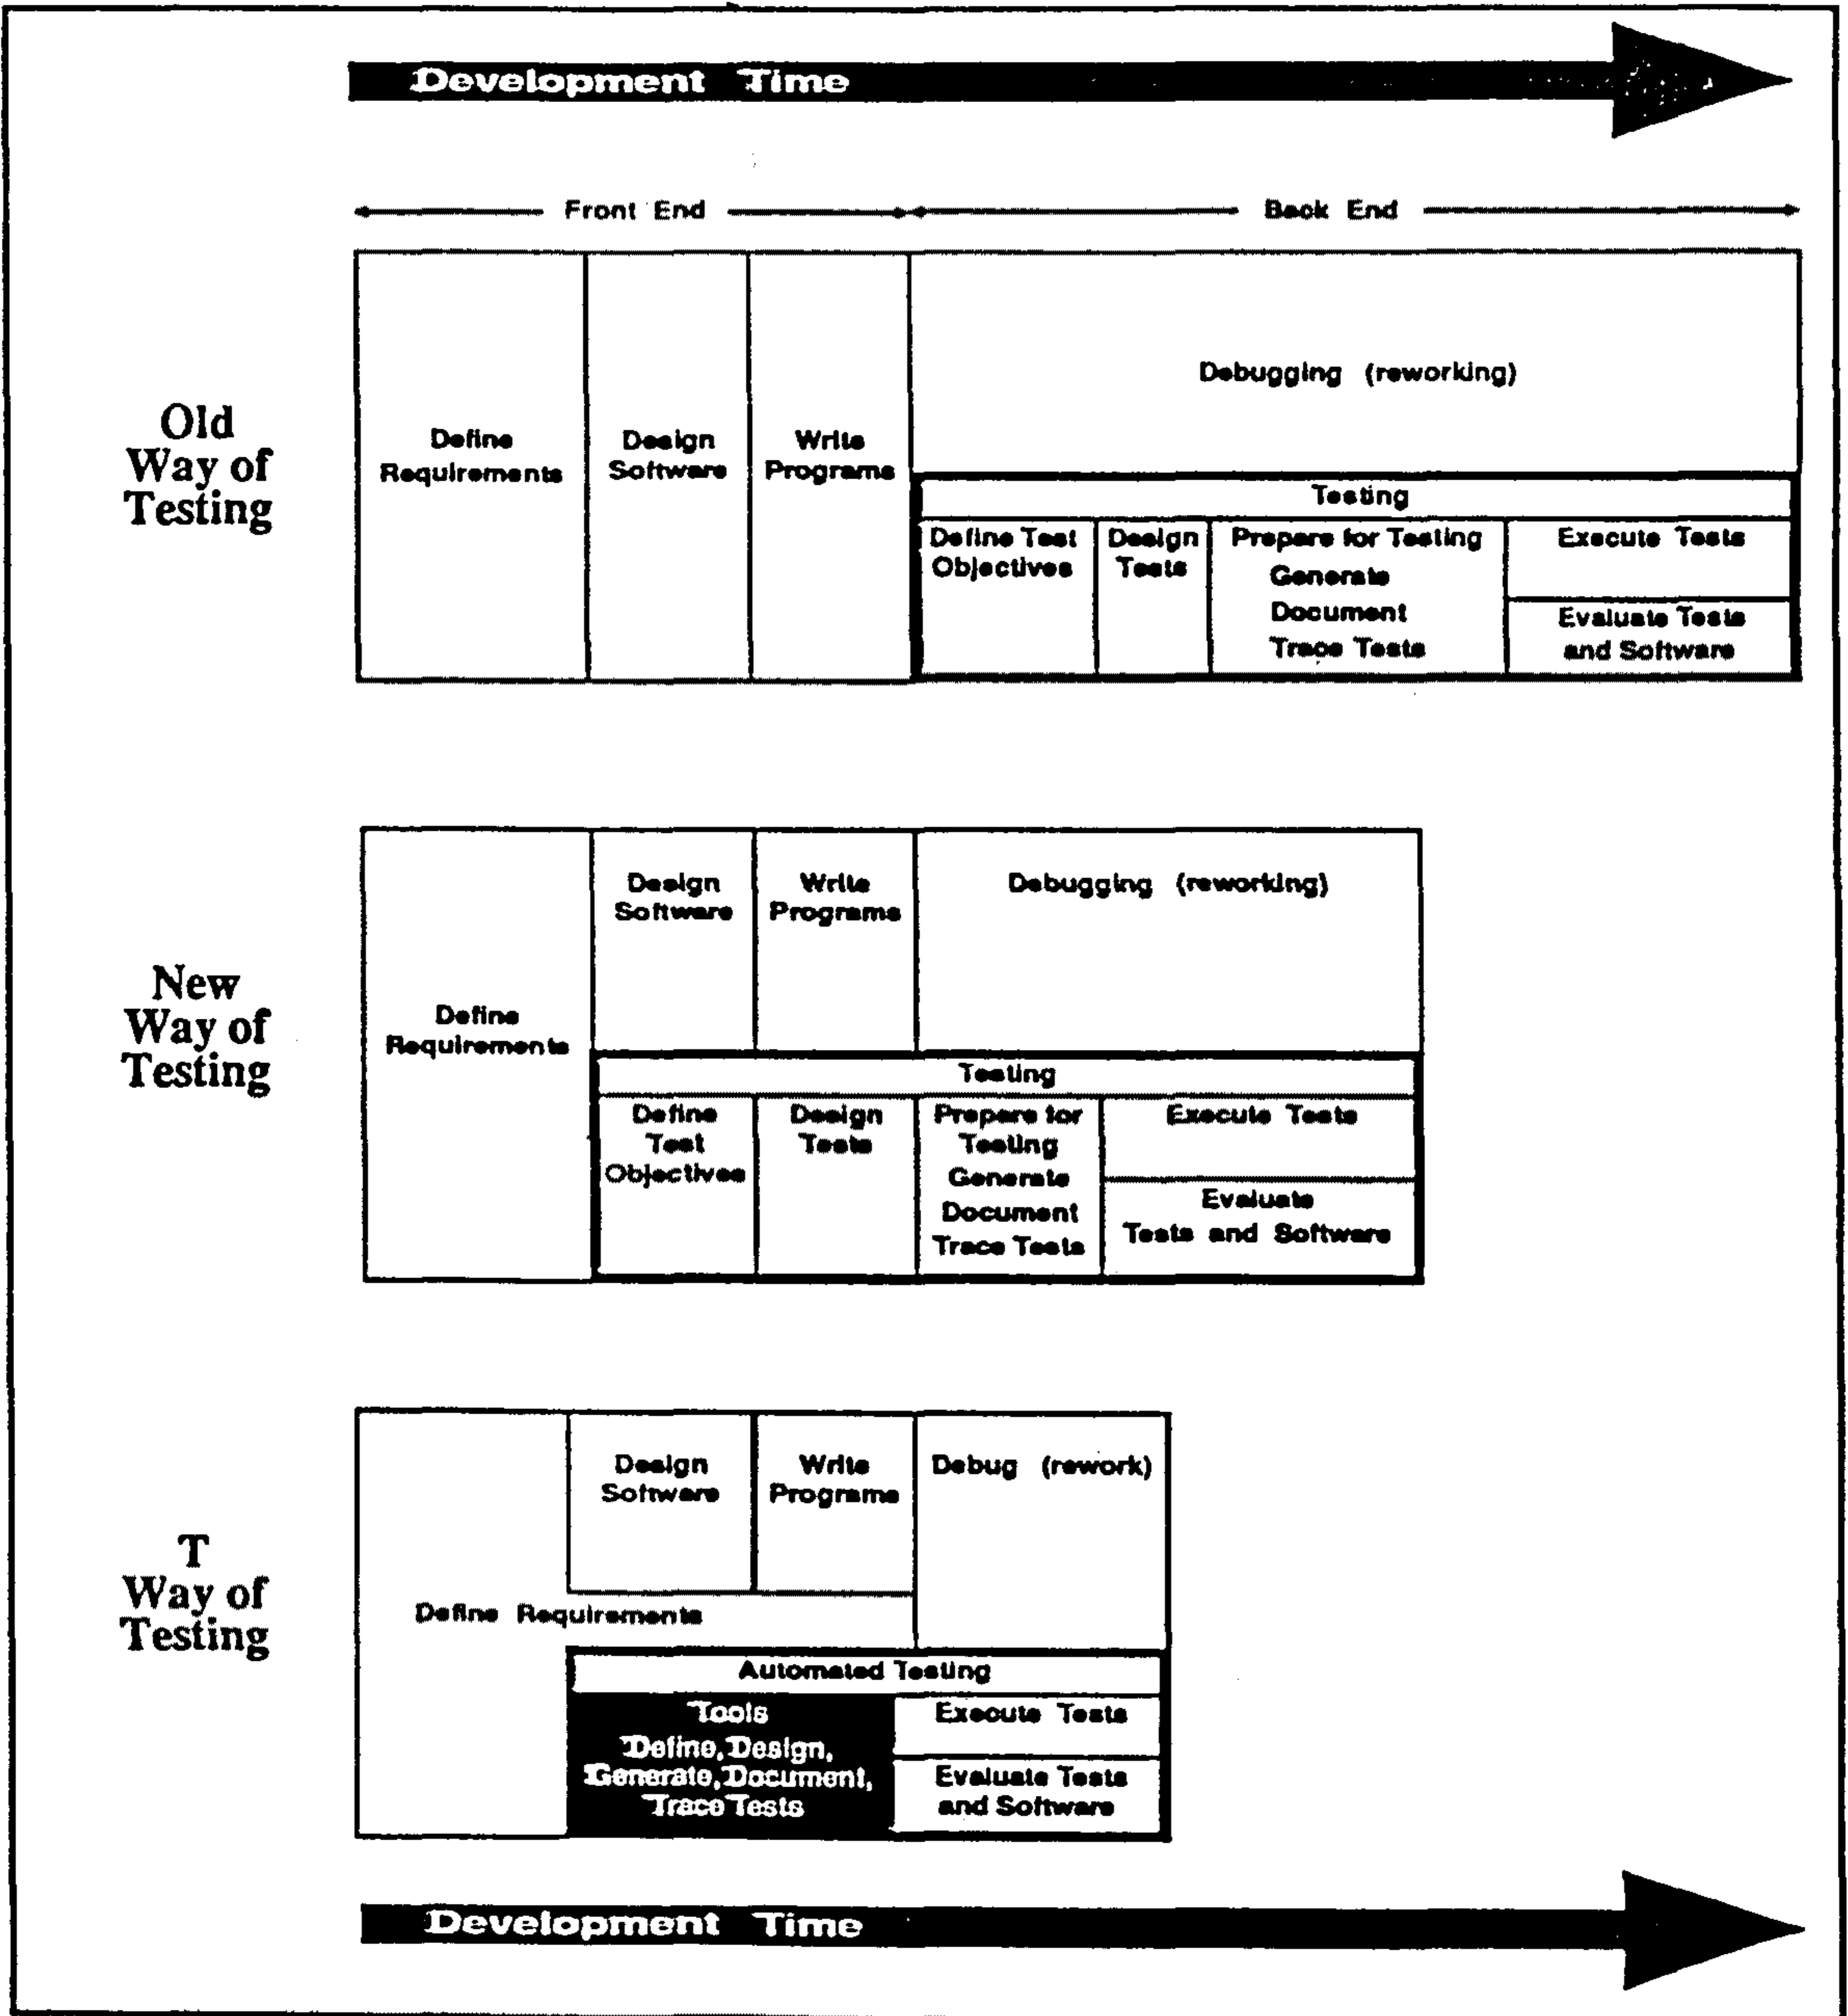 Development Time
Front End
Back End
Old
Way of
Testing
Define
Requirements
Design
Software
Write
Programs
Debugging (reworking)
Testing
Define Test
Objectives
Design
Tests
Prepare for Testing
Generate
Document
Trace Tests
Execute Tests
Evaluate Tests
and Software
New
Way of
Testing
Define
Requirements
Design
Software
Write
Programs
Debugging (reworking)
Testing
Define
Test
Objectives
Design
Tests
Prepare for
Testing
Generate
Document
Trace Tests
Execute Tests
Evaluate
Tests and Software
T
Way of
Testing
Design
Software
Write
Programs
Debug (rework)
Define Requirements
Automated Testing
Tools
Define, Design,
Generate, Document,
Trace Tests
Execute Tests
Evaluate Tests
and Software
Development Time